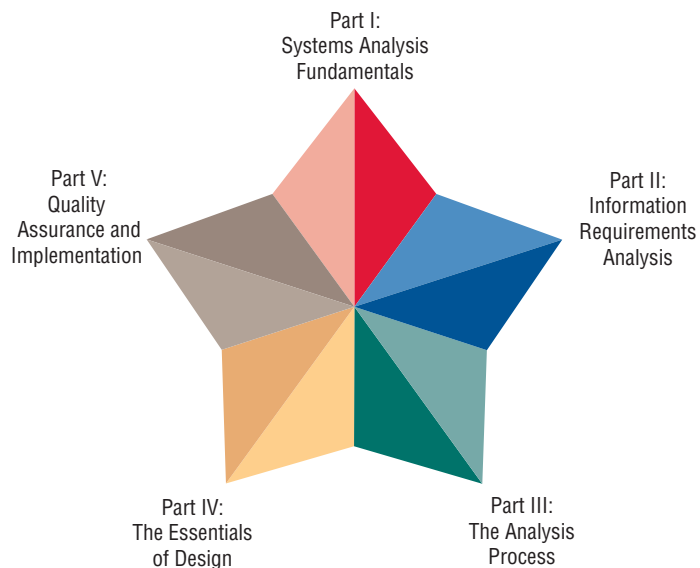 Part I:
Systems Analysis
Fundamentals
Part II:
Information
Requirements
Analysis
Part III:
The Analysis
Process
Part IV:
The Essentials
of Design
Part V:
Quality
Assurance and
Implementation